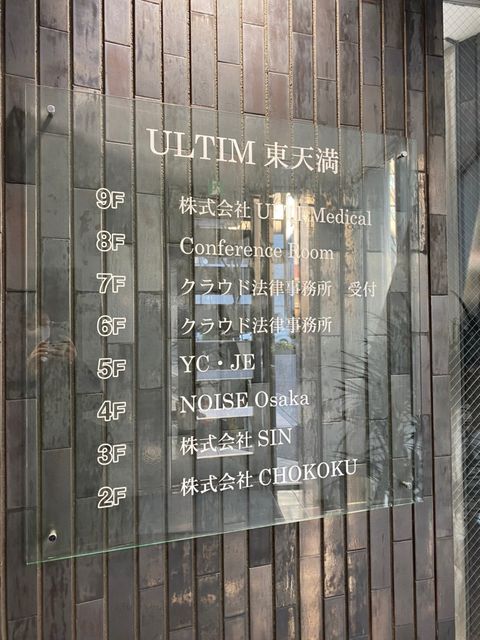 ULTIM 東天満
9F 株式会社 Medical
8F Conference Room
7F クラウド法律事務所 受付
6F クラウド法律事務所
5F YC・JE
4F NOISE Osaka
3F 株式会社 SIN
2F 株式会社 CHOKOKU